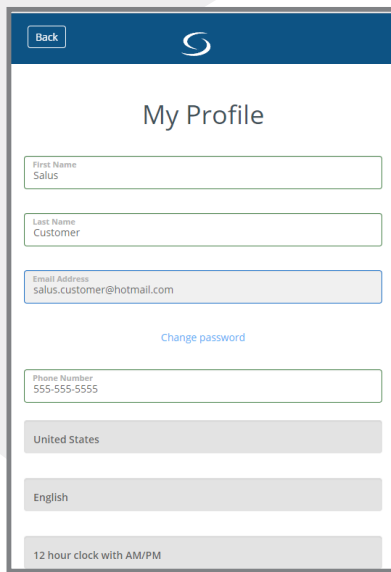 Back
My Profile
First Name
Salus
Last Name
Customer
Email Address
salus.customer@hotmail.com
Change password
Phone Number
555-555-5555
United States
English
12 hour clock with AM/PM